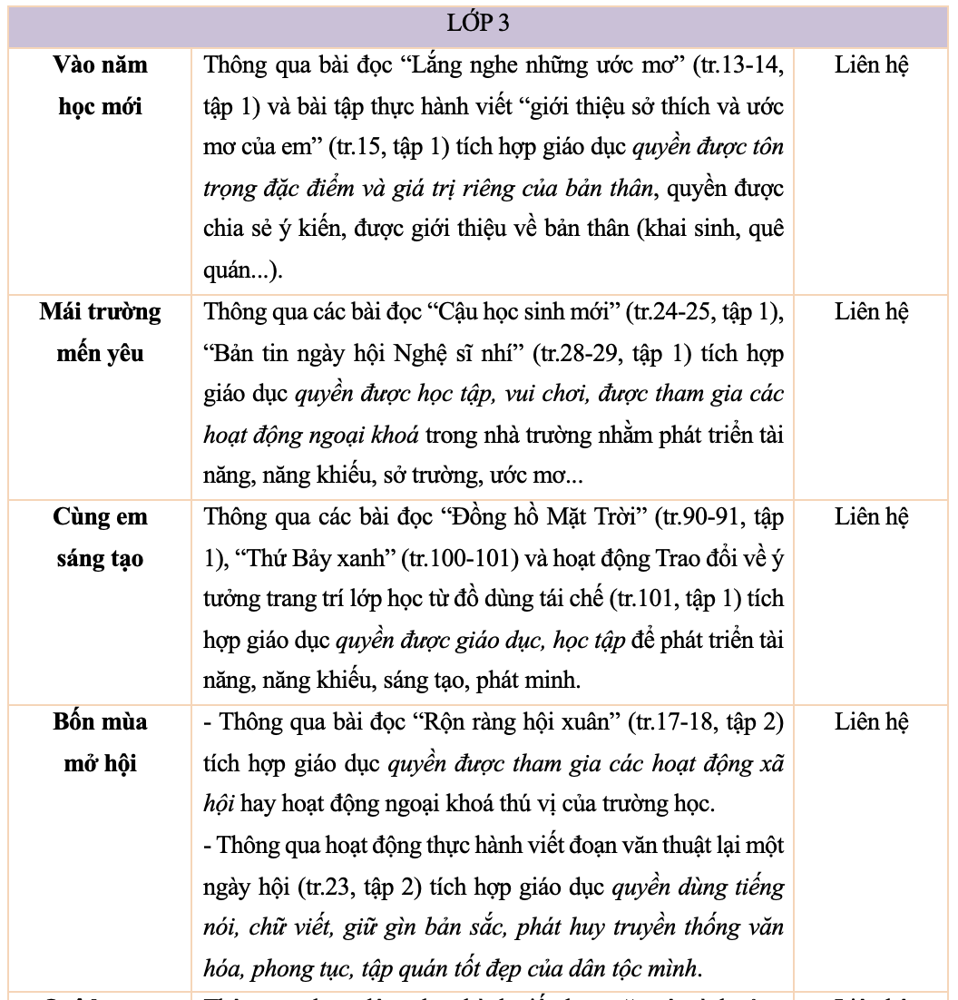 LỚP 3
Vào năm
học mới
Thông qua bài đọc “Lắng nghe những ước mơ” (tr.13-14,
tập 1) và bài tập thực hành viết “giới thiệu sở thích và ước
mơ của em” (tr.15, tập 1) tích hợp giáo dục quyền được tôn
trọng đặc điểm và giá trị riêng của bản thân, quyền được
chia sẻ ý kiến, được giới thiệu về bản thân (khai sinh, quê
quán...).
Liên hệ
Mái trường
mến yêu
Thông qua các bài đọc “Cậu học sinh mới” (tr.24-25, tập 1),
“Bản tin ngày hội Nghệ sĩ nhí” (tr.28-29, tập 1) tích hợp
giáo dục quyền được học tập, vui chơi, được tham gia các
hoạt động ngoại khoá trong nhà trường nhằm phát triển tài
năng, năng khiếu, sở trường, ước mơ...
Liên hệ
Cùng em
sáng tạo
Thông qua các bài đọc “Đồng hồ Mặt Trời” (tr.90-91, tập
1), “Thứ Bảy xanh” (tr.100-101) và hoạt động Trao đổi về ý
tưởng trang trí lớp học từ đồ dùng tái chế (tr.101, tập 1) tích
hợp giáo dục quyền được giáo dục, học tập để phát triển tài
năng, năng khiếu, sáng tạo, phát minh.
Liên hệ
Bốn mùa
mở hội
- Thông qua bài đọc “Rộn ràng hội xuân” (tr.17-18, tập 2)
tích hợp giáo dục quyền được tham gia các hoạt động xã
hội hay hoạt động ngoại khoá thú vị của trường học.
- Thông qua hoạt động thực hành viết đoạn văn thuật lại một
ngày hội (tr.23, tập 2) tích hợp giáo dục quyền dùng tiếng
nói, chữ viết, giữ gìn bản sắc, phát huy truyền thống văn
hóa, phong tục, tập quán tốt đẹp của dân tộc mình.
Liên hệ